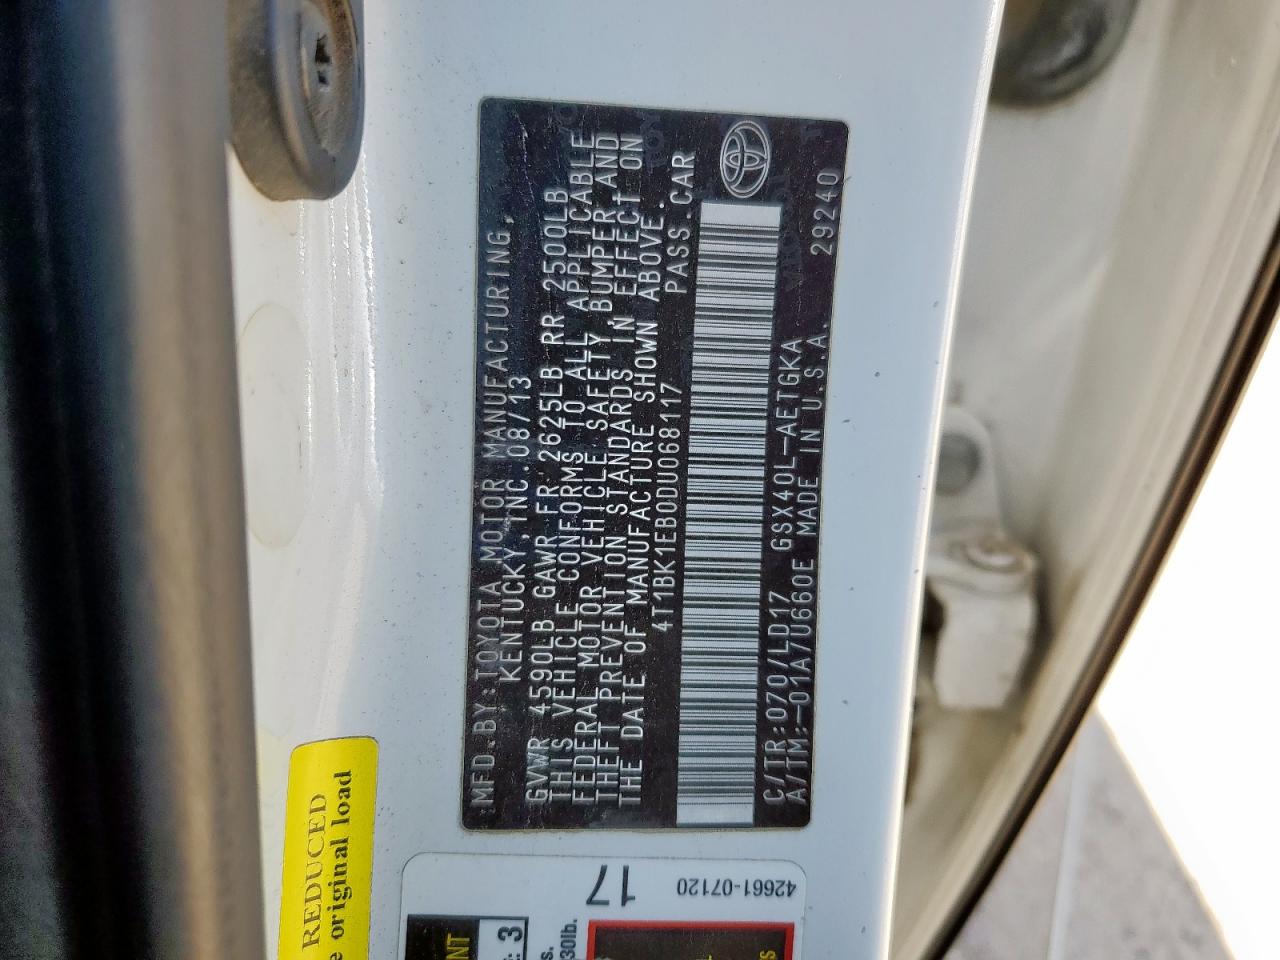 MFD.BY:TOYOTA MOTOR MANUFACTURING,
KENTUCKY,INC.08/13
GVWR 4590LB GAWR FR 2625LB RR 2500LB
THIS VEHICLE CONFORMS TO ALL APPLICABLE
FEDERAL MOTOR VEHICLE SAFETY,BUMPER AND
THEFT PREVENTION STANDARDS IN EFFECT ON
THE DATE OF MANUFACTURE SHOWN ABOVE.
4T1BK1EB0DU068117 PASS.CAR
C/TR:070/LD17 GSX40L-AETGKA
A/TM:-01A/U660E MADE IN U.S.A. 29240
REDUCED
original load
17
42661-07120
3
30lb.